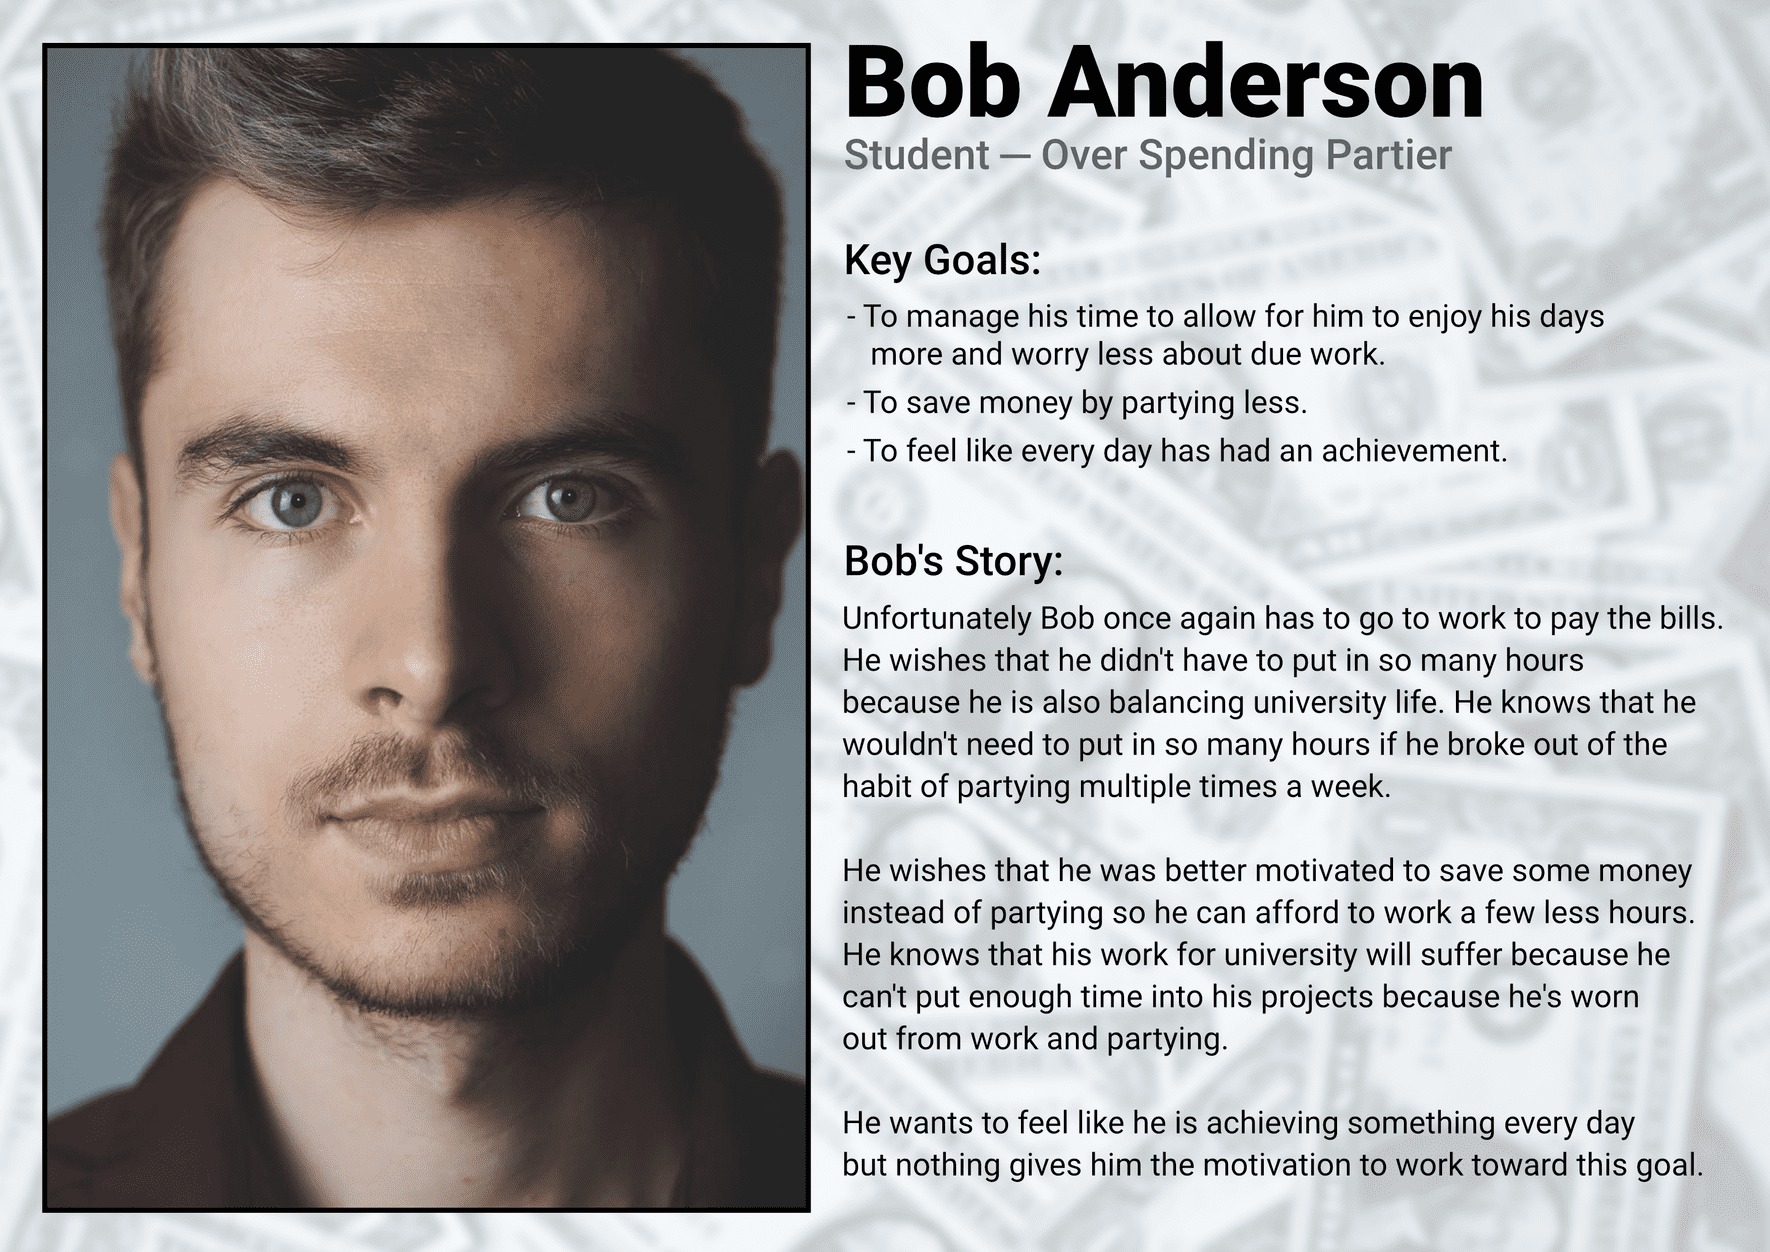 Bob Anderson
Student — Over Spending Partier
Key Goals:
- To manage his time to allow for him to enjoy his days
more and worry less about due work.
- To save money by partying less.
- To feel like every day has had an achievement.
Bob's Story:
Unfortunately Bob once again has to go to work to pay the bills.
He wishes that he didn't have to put in so many hours
because he is also balancing university life. He knows that he
wouldn't need to put in so many hours if he broke out of the
habit of partying multiple times a week.
He wishes that he was better motivated to save some money
instead of partying so he can afford to work a few less hours.
He knows that his work for university will suffer because he
can't put enough time into his projects because he's worn
out from work and partying.
He wants to feel like he is achieving something every day
but nothing gives him the motivation to work toward this goal.